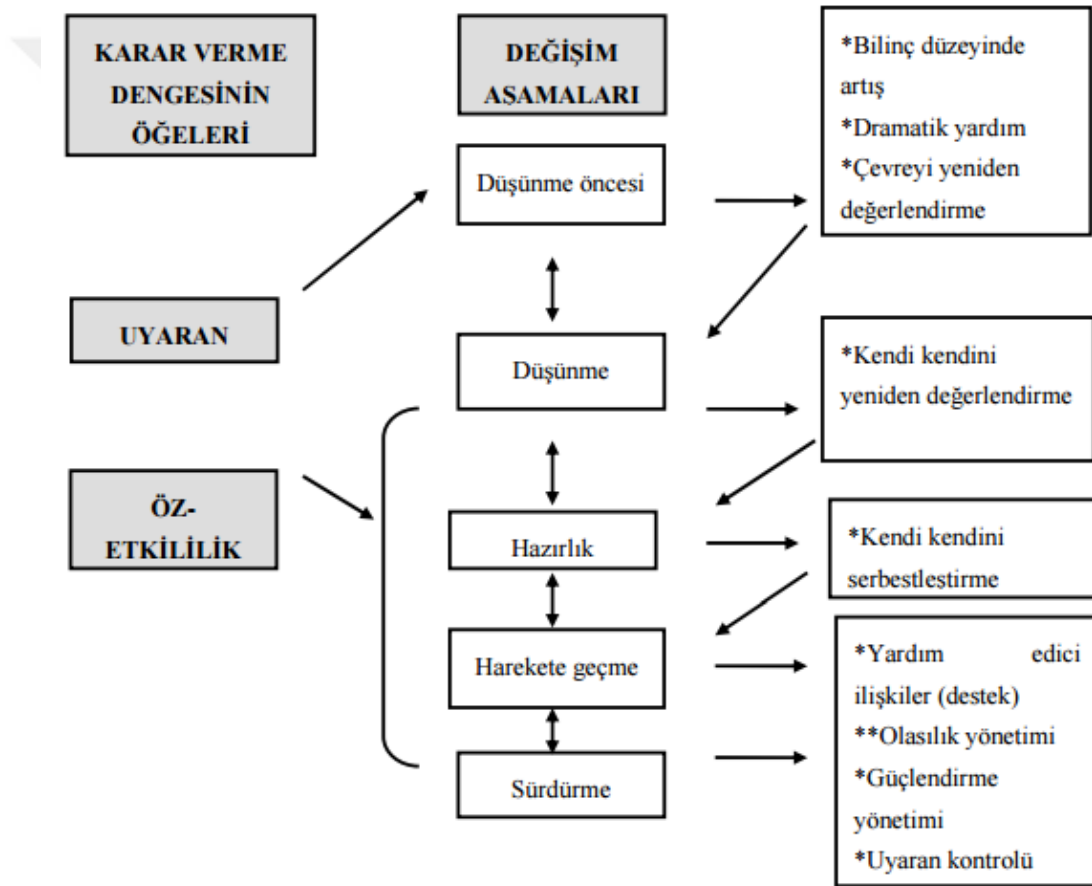 KARAR VERME
DENGESİNİN
ÖĞELERİ
DEĞİŞİM
AŞAMALARI
*Bilinç düzeyinde
artış
*Dramatik yardım
*Çevreyi yeniden
değerlendirme
Düşünme öncesi
UYARAN
Düşünme
*Kendi kendini
yeniden değerlendirme
ÖZ-
ETKİLİLİK
Hazırlık
*Kendi kendini
serbestleştirme
Harekete geçme
*Yardım edici
ilişkiler (destek)
**Olasılık yönetimi
*Güçlendirme
yönetimi
*Uyaran kontrolü
Sürdürme